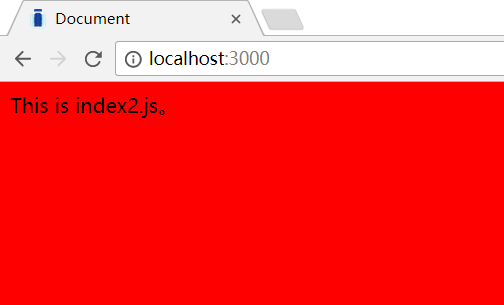 Document
localhost:3000
This is index2.js。